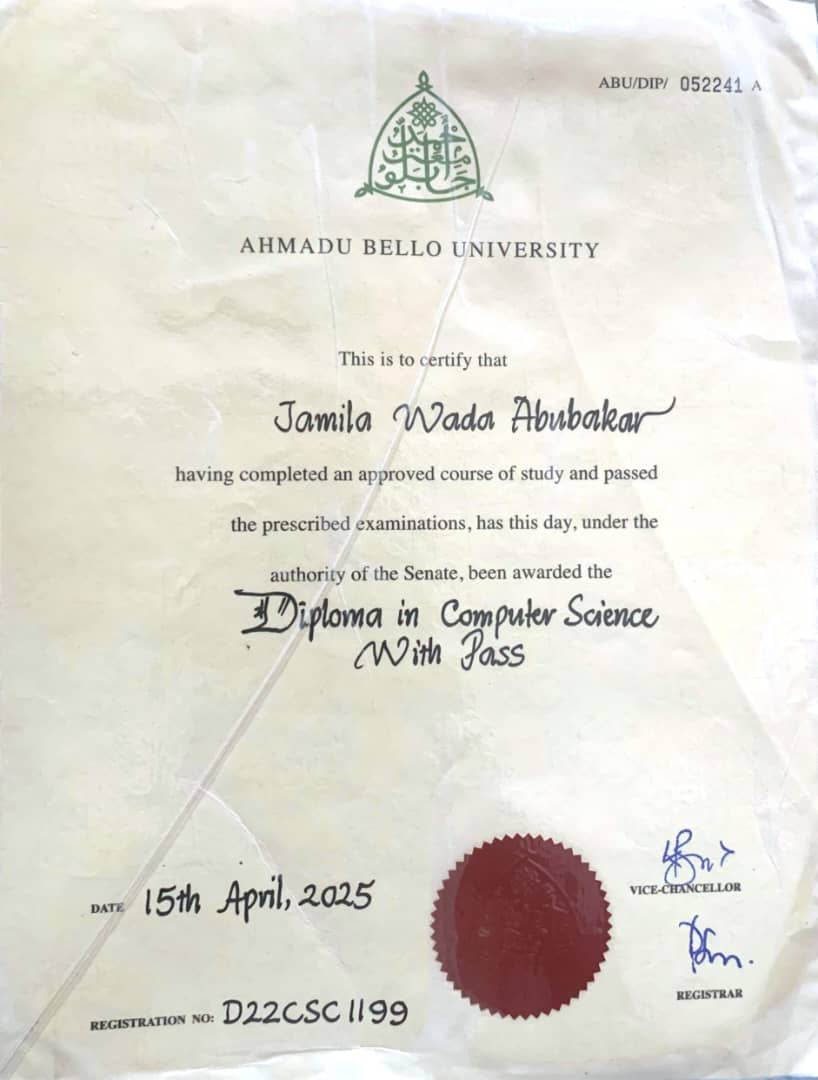 ABU/DIP/ 052241 A
AHMADU BELLO UNIVERSITY
This is to certify that
Jamila Wada Abubakar
having completed an approved course of study and passed
the prescribed examinations, has this day, under the
authority of the Senate, been awarded the
Diploma in Computer Science
With Pass
VICE-CHANCELLOR
DATE 15th April, 2025
REGISTRAR
REGISTRATION NO: D22CSC1199